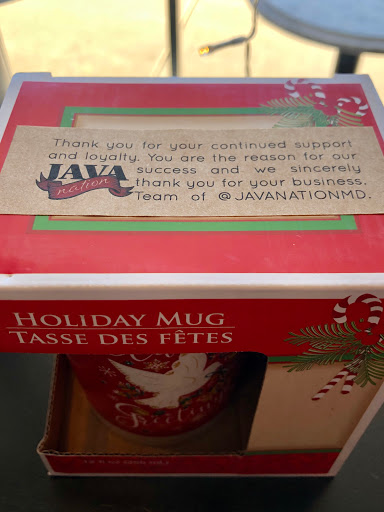 Thank you for your continued support
and loyalty. You are the reason for our
JAVA nation success and we sincerely
thank you for your business.
Team of @JAVANATIONMD.
HOLIDAY MUG
TASSE DES FÊTES
Greetings